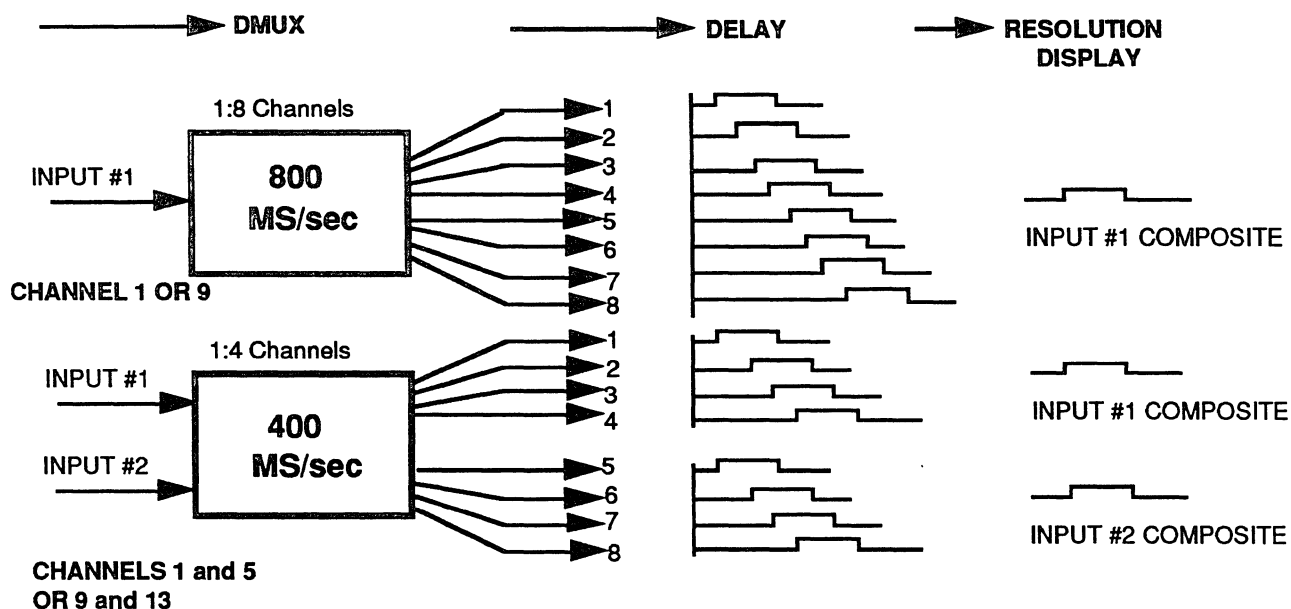 DMUX
DELAY
RESOLUTION
DISPLAY
1:8 Channels
INPUT #1
800
MS/sec
1
2
3
4
5
6
7
8
INPUT #1 COMPOSITE
CHANNEL 1 OR 9
1:4 Channels
INPUT #1
INPUT #2
400
MS/sec
1
2
3
4
5
6
7
8
INPUT #1 COMPOSITE
INPUT #2 COMPOSITE
CHANNELS 1 and 5
OR 9 and 13